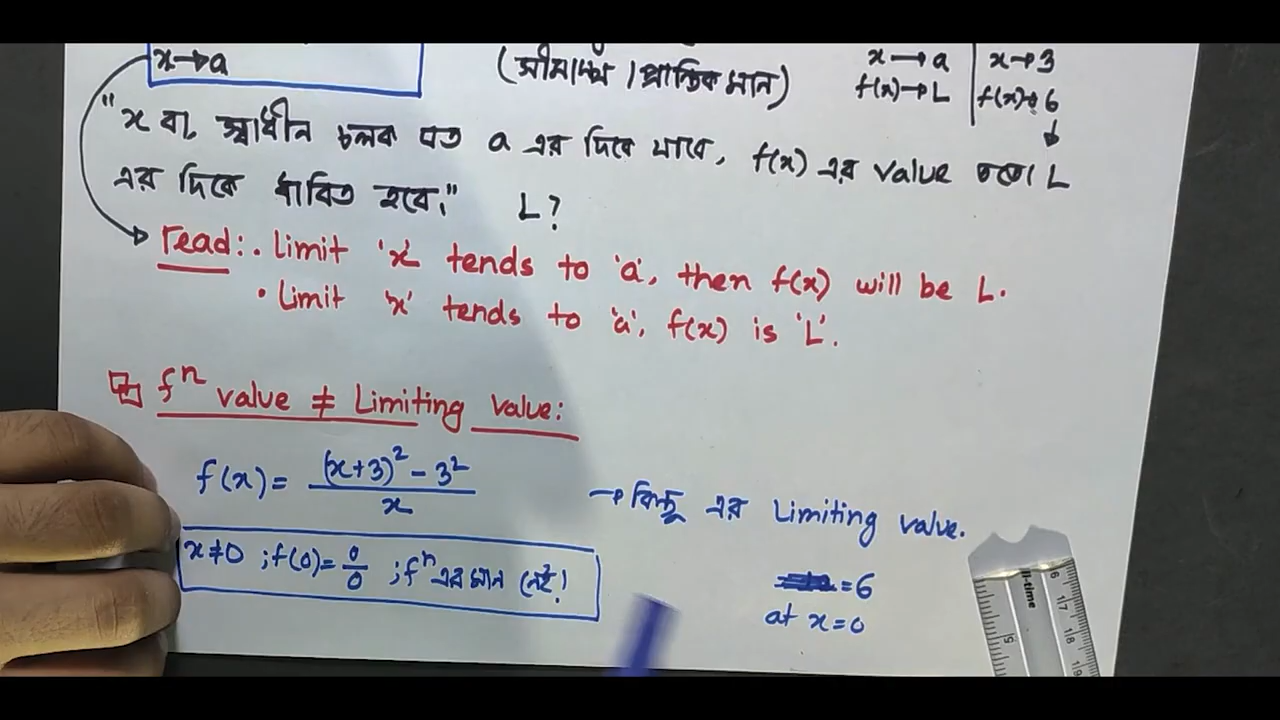 x→a
(সীমাস্থ / প্রান্তিক মান)
x→a
f(x)→L
x→3
f(x)→6
"x বা, স্বাধীন চলক যত a এর দিকে যাবে, f(x) এর value ততো L
এর দিকে ধাবিত হবে।" L?
read: • Limit 'x' tends to 'a', then f(x) will be L.
• Limit 'x' tends to 'a', f(x) is 'L'.
fⁿ value ≠ Limiting value:
f(x) = ((x+3)² - 3²)/x
→ কিন্তু এর Limiting value.
x≠0 ; f(0) = 0/0 ; fⁿ এর মান নেই!
=6
at x=0